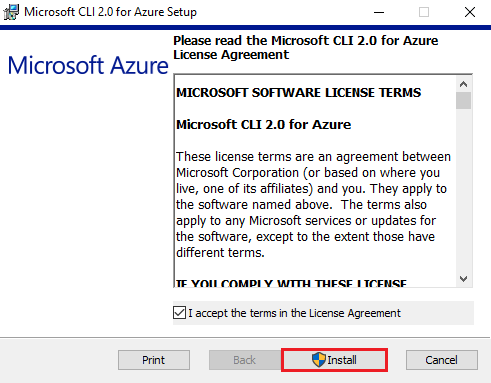 Microsoft CLI 2.0 for Azure Setup
Please read the Microsoft CLI 2.0 for Azure
License Agreement
Microsoft Azure
MICROSOFT SOFTWARE LICENSE TERMS
Microsoft CLI 2.0 for Azure
These license terms are an agreement between
Microsoft Corporation (or based on where you
live, one of its affiliates) and you. They apply to
the software named above.  The terms also
apply to any Microsoft services or updates for
the software, except to the extent those have
different terms.
IF YOU COMPLY WITH THESE LICENSE
I accept the terms in the License Agreement
Print
Back
Install
Cancel